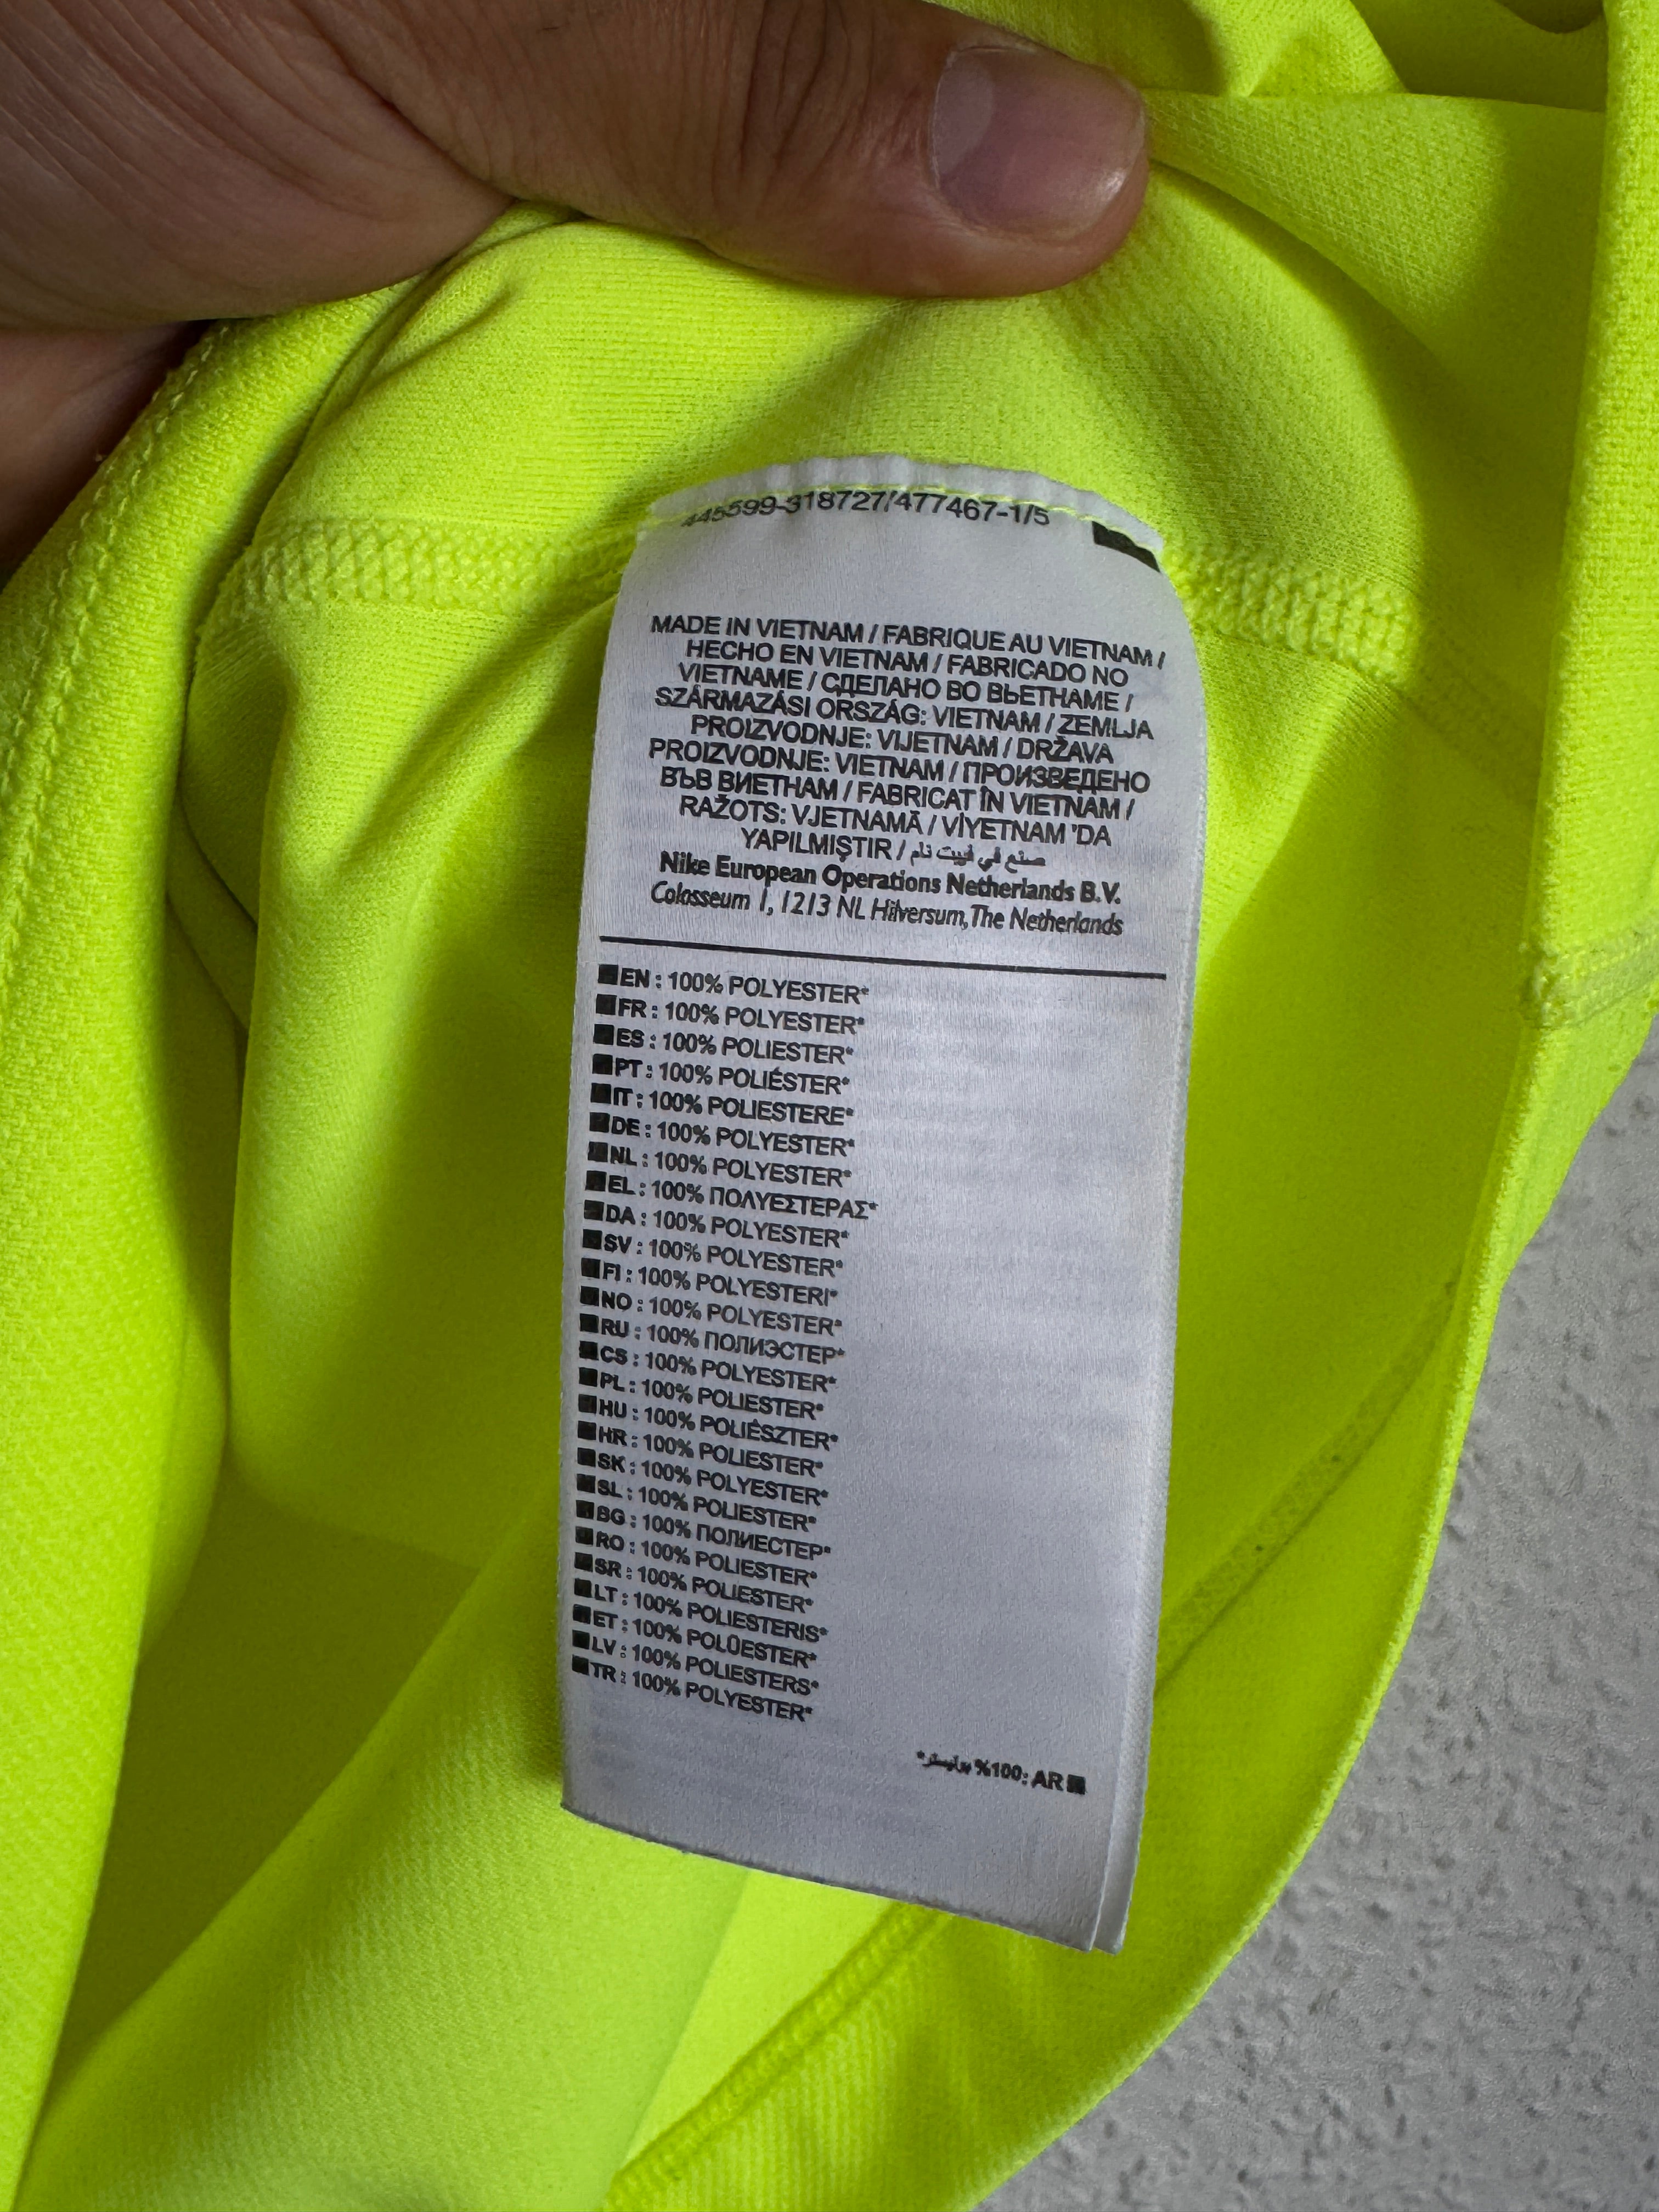 445599-318727/477467-1/5
MADE IN VIETNAM / FABRIQUE AU VIETNAM /
HECHO EN VIETNAM / FABRICADO NO
VIETNAME / СДЕЛАНО ВО ВЬЕТНАМЕ /
SZÁRMAZÁSI ORSZÁG: VIETNAM / ZEMLJA
PROIZVODNJE: VIJETNAM / DRŽAVA
PROIZVODNJE: VIETNAM / ПРОИЗВЕДЕНО
ВЪВ ВИЕТНАМ / FABRICAT ÎN VIETNAM /
RAŽOTS: VJETNAMĀ / VİYETNAM 'DA
YAPILMIŞTIR / صنع في فييت نام
Nike European Operations Netherlands B.V.
Colosseum 1, 1213 NL Hilversum, The Netherlands
EN : 100% POLYESTER*
FR : 100% POLYESTER*
ES : 100% POLIESTER*
PT : 100% POLIÉSTER*
IT : 100% POLIESTERE*
DE : 100% POLYESTER*
NL : 100% POLYESTER*
EL : 100% ΠΟΛΥΕΣΤΕΡΑΣ*
DA : 100% POLYESTER*
SV : 100% POLYESTER*
FI : 100% POLYESTERI*
NO : 100% POLYESTER*
RU : 100% ПОЛИЭСТЕР*
CS : 100% POLYESTER*
PL : 100% POLIESTER*
HU : 100% POLIÉSZTER*
HR : 100% POLIESTER*
SK : 100% POLYESTER*
SL : 100% POLIESTER*
BG : 100% ПОЛИЕСТЕР*
RO : 100% POLIESTER*
SR : 100% POLIESTER*
LT : 100% POLIESTERIS*
ET : 100% POLÜESTER*
LV : 100% POLIESTERS*
TR : 100% POLYESTER*
AR :100% بوليستر*